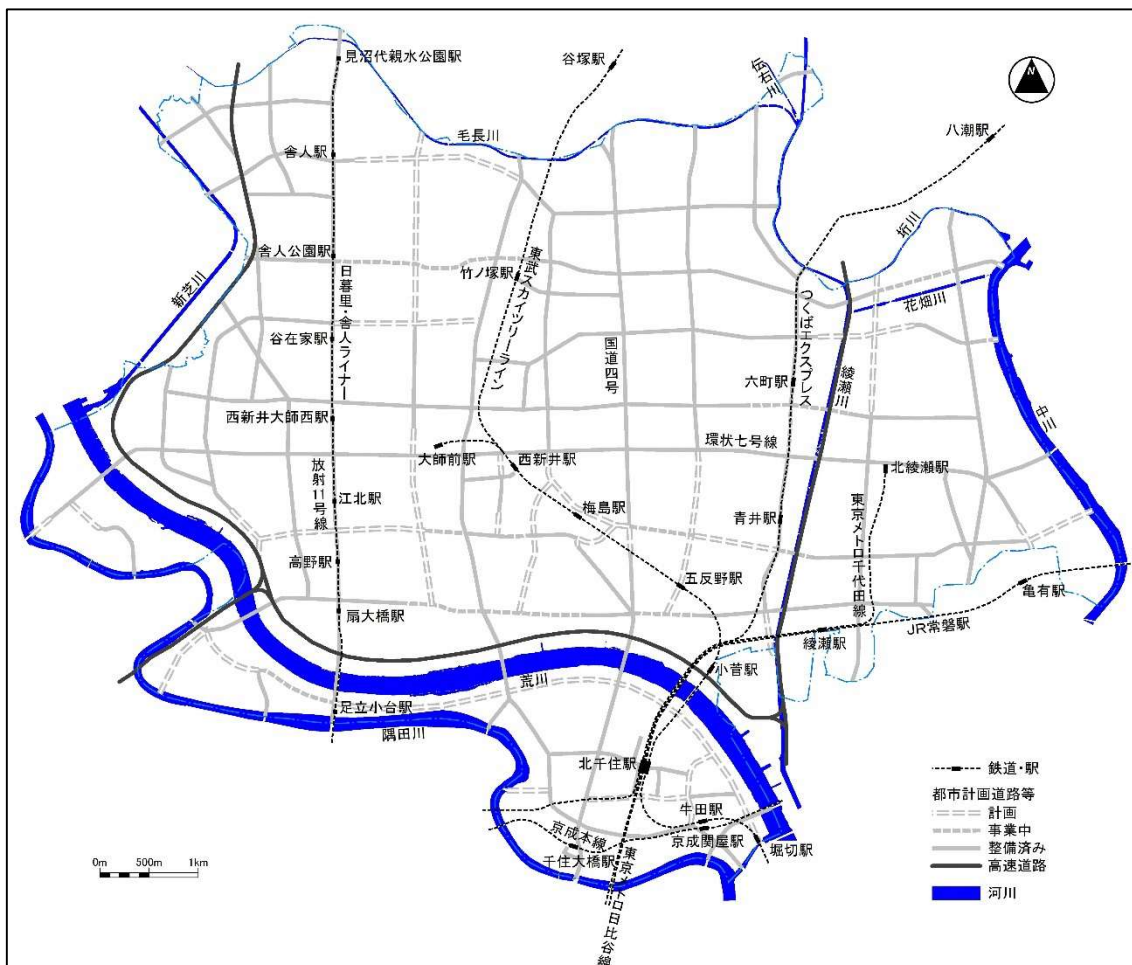 見沼代親水公園駅
谷塚駅
伝右川
N
毛長川
八潮駅
舎人駅
垳川
舎人公園駅
新芝川
日暮里・舎人ライナー
竹ノ塚駅
東武スカイツリーライン
つくばエクスプレス
花畑川
谷在家駅
国道四号
六町駅
綾瀬川
中川
西新井大師西駅
大師前駅
西新井駅
環状七号線
北綾瀬駅
放射11号線
江北駅
梅島駅
青井駅
東京メトロ千代田線
高野駅
五反野駅
亀有駅
扇大橋駅
綾瀬駅
JR常磐駅
小菅駅
荒川
足立小台駅
隅田川
北千住駅
牛田駅
京成本線
京成関屋駅
千住大橋駅
堀切駅
東京メトロ日比谷線
0m 500m 1km
鉄道・駅
都市計画道路等
計画
事業中
整備済み
高速道路
河川